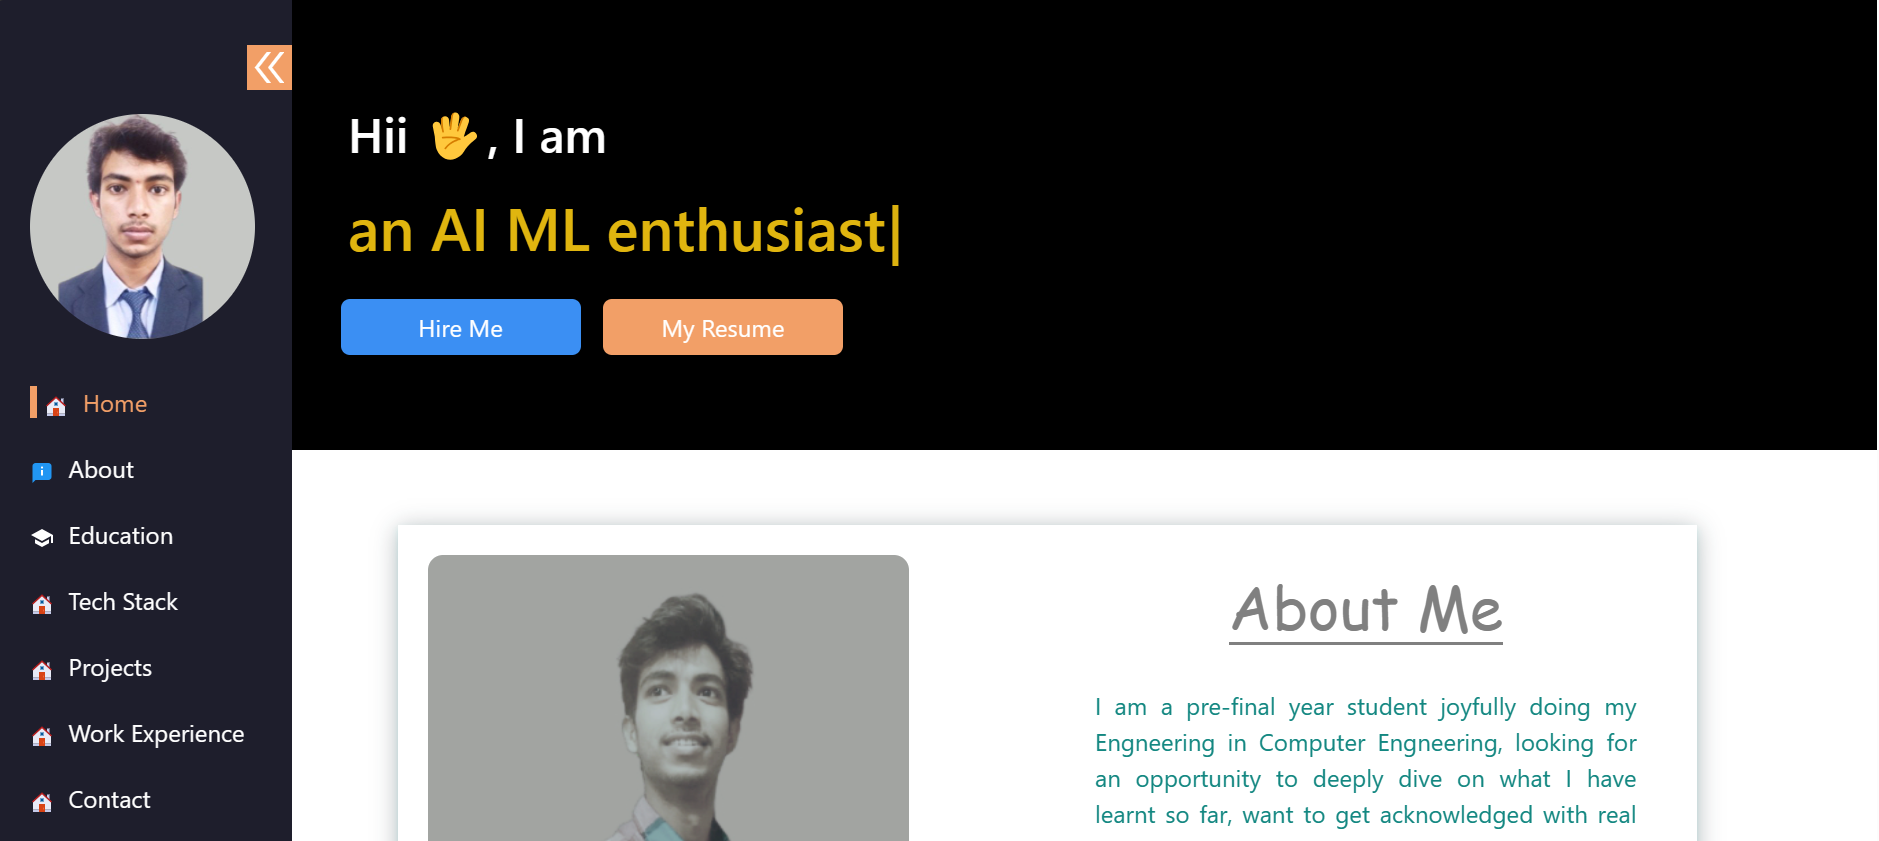 Home
About
Education
Tech Stack
Projects
Work Experience
Contact
Hii 🖐, I am
an AI ML enthusiast|
Hire Me
My Resume
About Me
I am a pre-final year student joyfully doing my
Engneering in Computer Engneering, looking for
an opportunity to deeply dive on what I have
learnt so far, want to get acknowledged with real